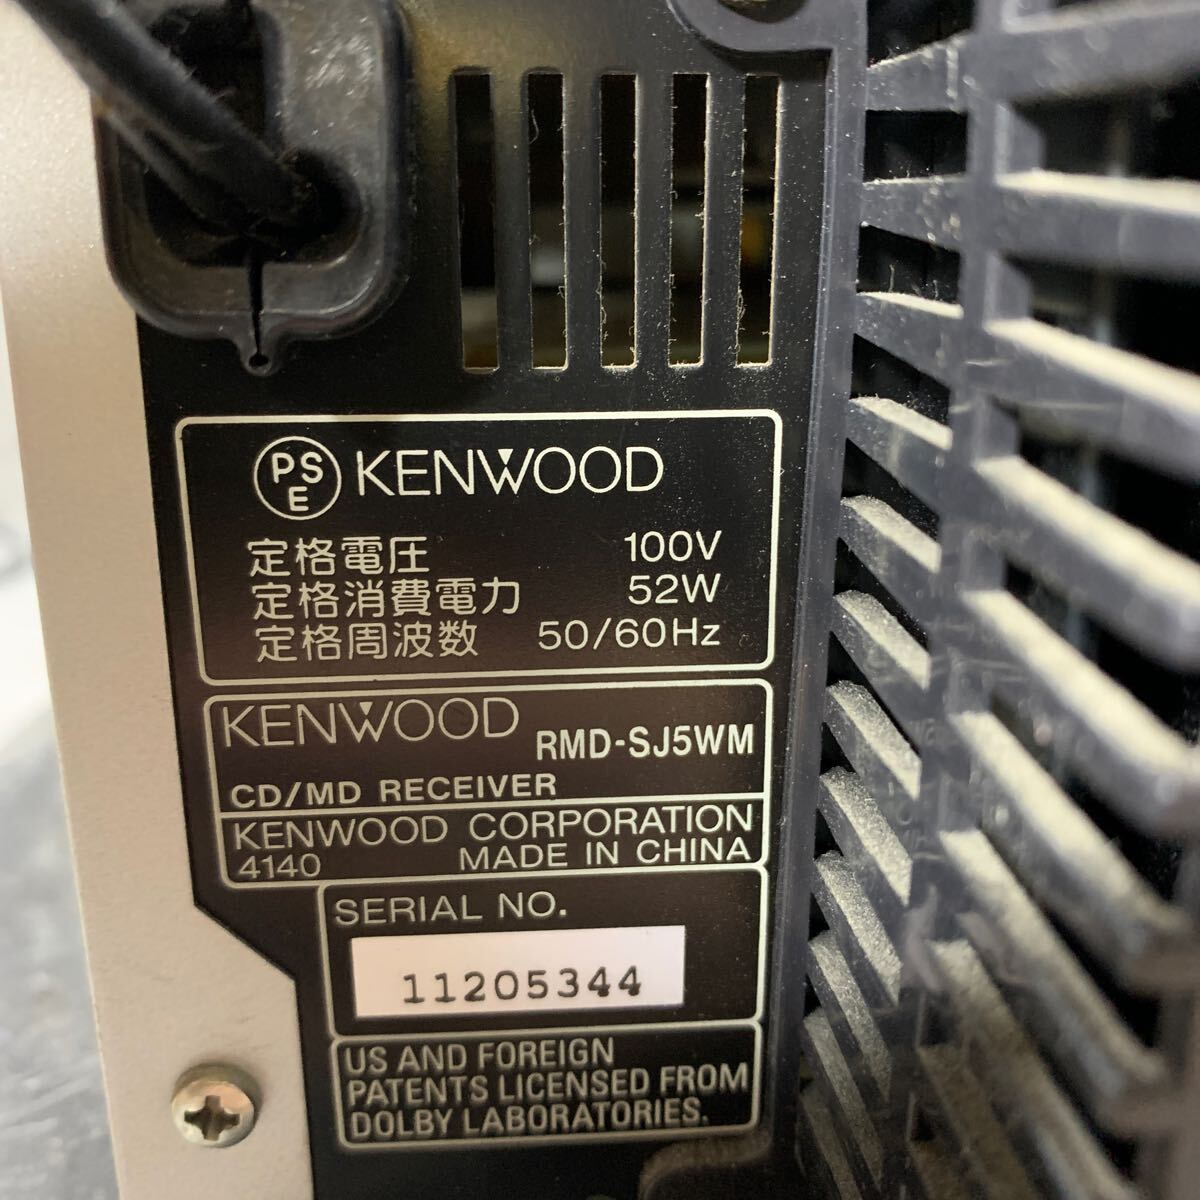 PSE KENWOOD
定格電圧 100V
定格消費電力 52W
定格周波数 50/60Hz
KENWOOD RMD-SJ5WM
CD/MD RECEIVER
KENWOOD CORPORATION
4140 MADE IN CHINA
SERIAL NO.
11205344
US AND FOREIGN
PATENTS LICENSED FROM
DOLBY LABORATORIES.